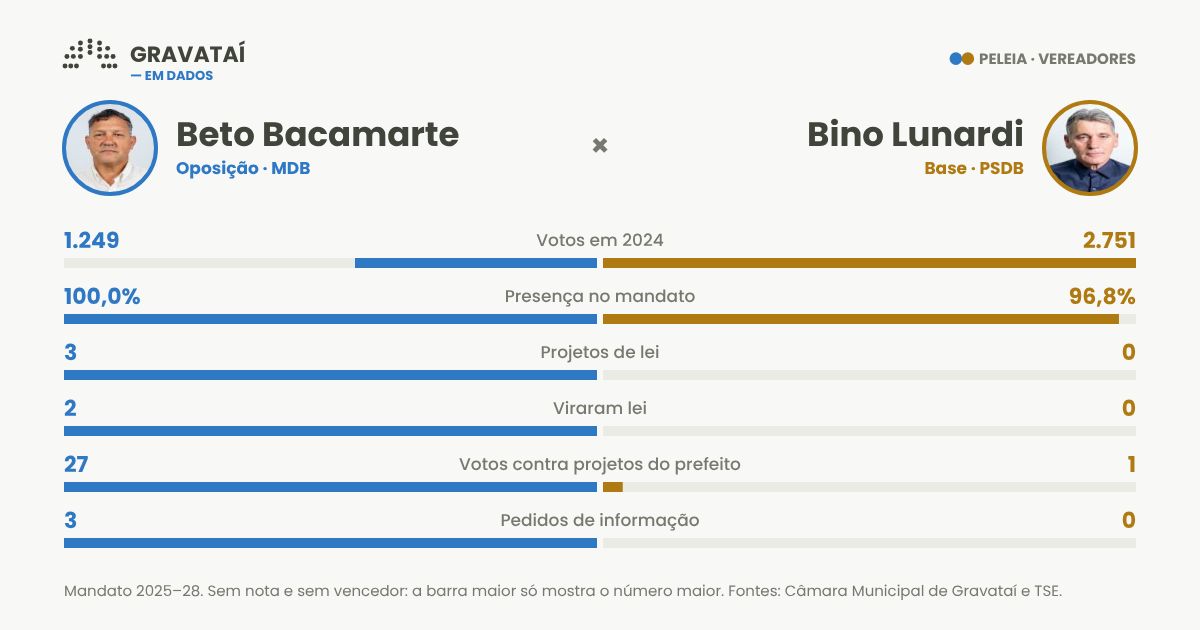 GRAVATAÍ
— EM DADOS
PELEIA · VEREADORES
Beto Bacamarte
Oposição · MDB
×
Bino Lunardi
Base · PSDB
1.249 Votos em 2024 2.751
100,0% Presença no mandato 96,8%
3 Projetos de lei 0
2 Viraram lei 0
27 Votos contra projetos do prefeito 1
3 Pedidos de informação 0
Mandato 2025–28. Sem nota e sem vencedor: a barra maior só mostra o número maior. Fontes: Câmara Municipal de Gravataí e TSE.